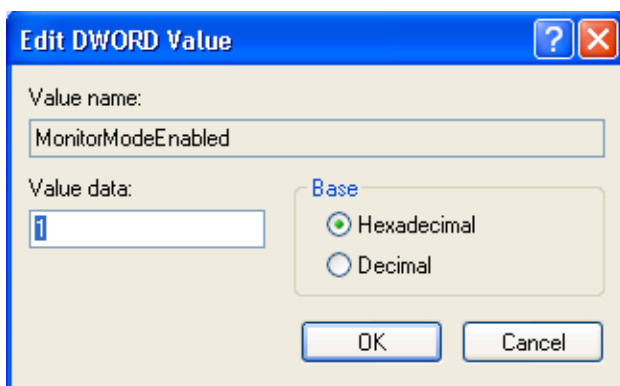 Edit DWORD Value
Value name:
MonitorModeEnabled
Value data:
1
Base
Hexadecimal
Decimal
OK
Cancel